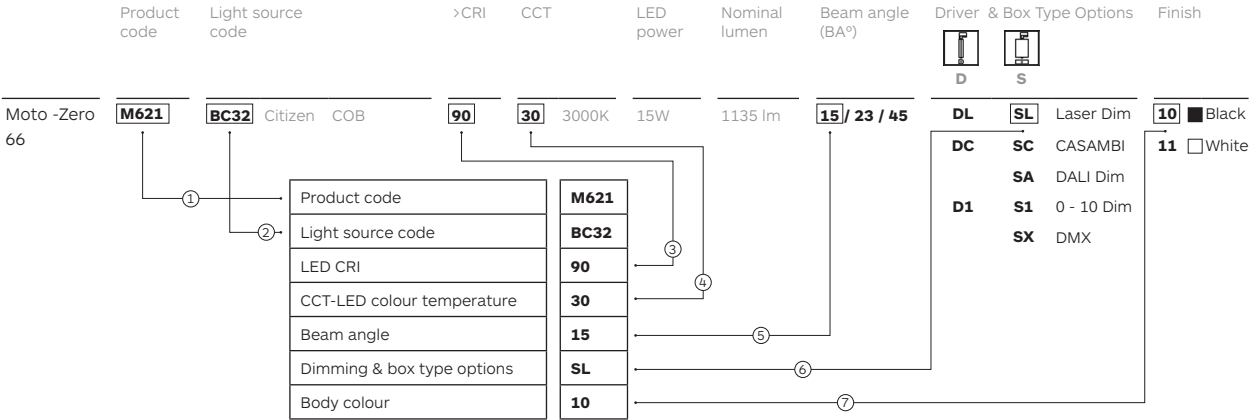 Product code
Light source code
>CRI
CCT
LED power
Nominal lumen
Beam angle (BA°)
Driver & Box Type Options
Finish
D S
Moto -Zero 66
M621 BC32 Citizen COB 90 30 3000K 15W 1135 lm 15 / 23 / 45 DL SL Laser Dim 10 Black
DC SC CASAMBI 11 White
SA DALI Dim
D1 S1 0 - 10 Dim
SX DMX
1 Product code M621
2 Light source code BC32
3
LED CRI 90
4
CCT-LED colour temperature 30
Beam angle 15 5
Dimming & box type options SL 6
Body colour 10 7